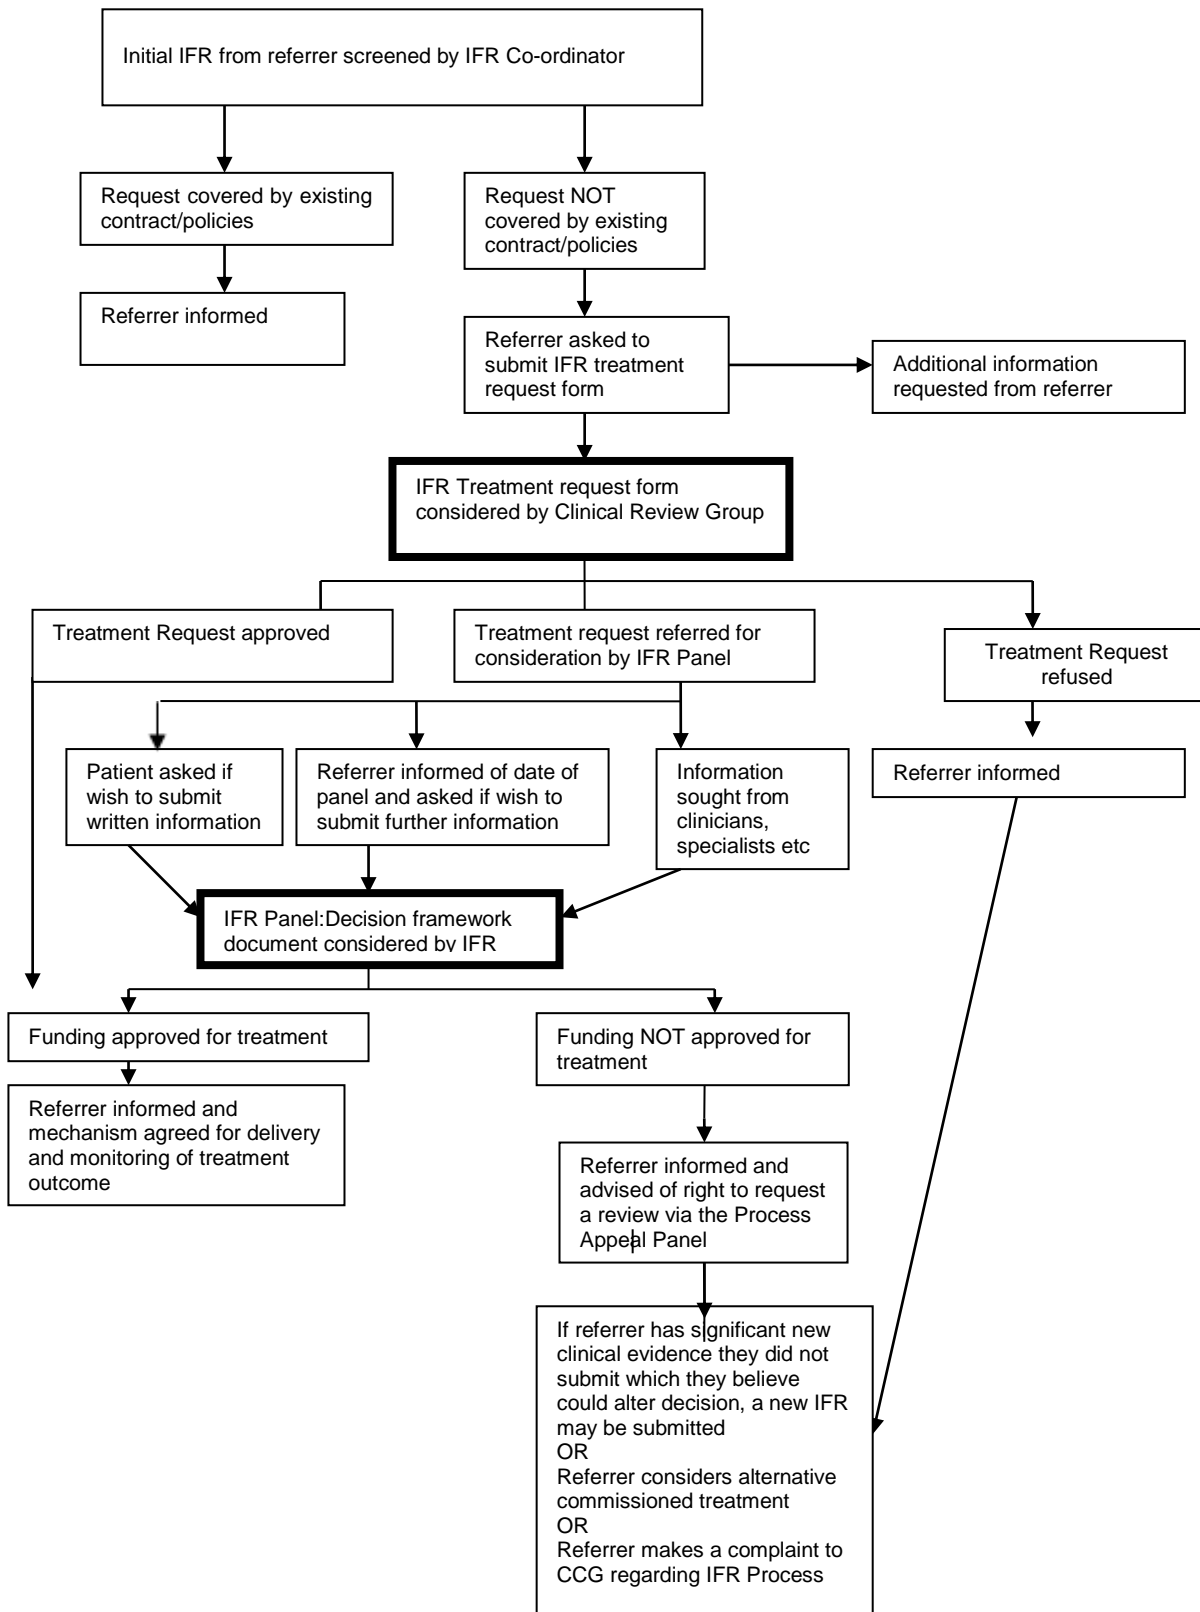 Initial IFR from referrer screened by IFR Co-ordinator
Request covered by existing
contract/policies
Request NOT
covered by existing
contract/policies
Referrer informed
Referrer asked to
submit IFR treatment
request form
Additional information
requested from referrer
IFR Treatment request form
considered by Clinical Review Group
Treatment Request approved
Treatment request referred for
consideration by IFR Panel
Treatment Request
refused
Patient asked if
wish to submit
written information
Referrer informed of date of
panel and asked if wish to
submit further information
Information
sought from
clinicians,
specialists etc
Referrer informed
IFR Panel:Decision framework
document considered by IFR
Funding approved for treatment
Funding NOT approved for
treatment
Referrer informed and
mechanism agreed for delivery
and monitoring of treatment
outcome
Referrer informed and
advised of right to request
a review via the Process
Appeal Panel
If referrer has significant new
clinical evidence they did not
submit which they believe
could alter decision, a new IFR
may be submitted
OR
Referrer considers alternative
commissioned treatment
OR
Referrer makes a complaint to
CCG regarding IFR Process